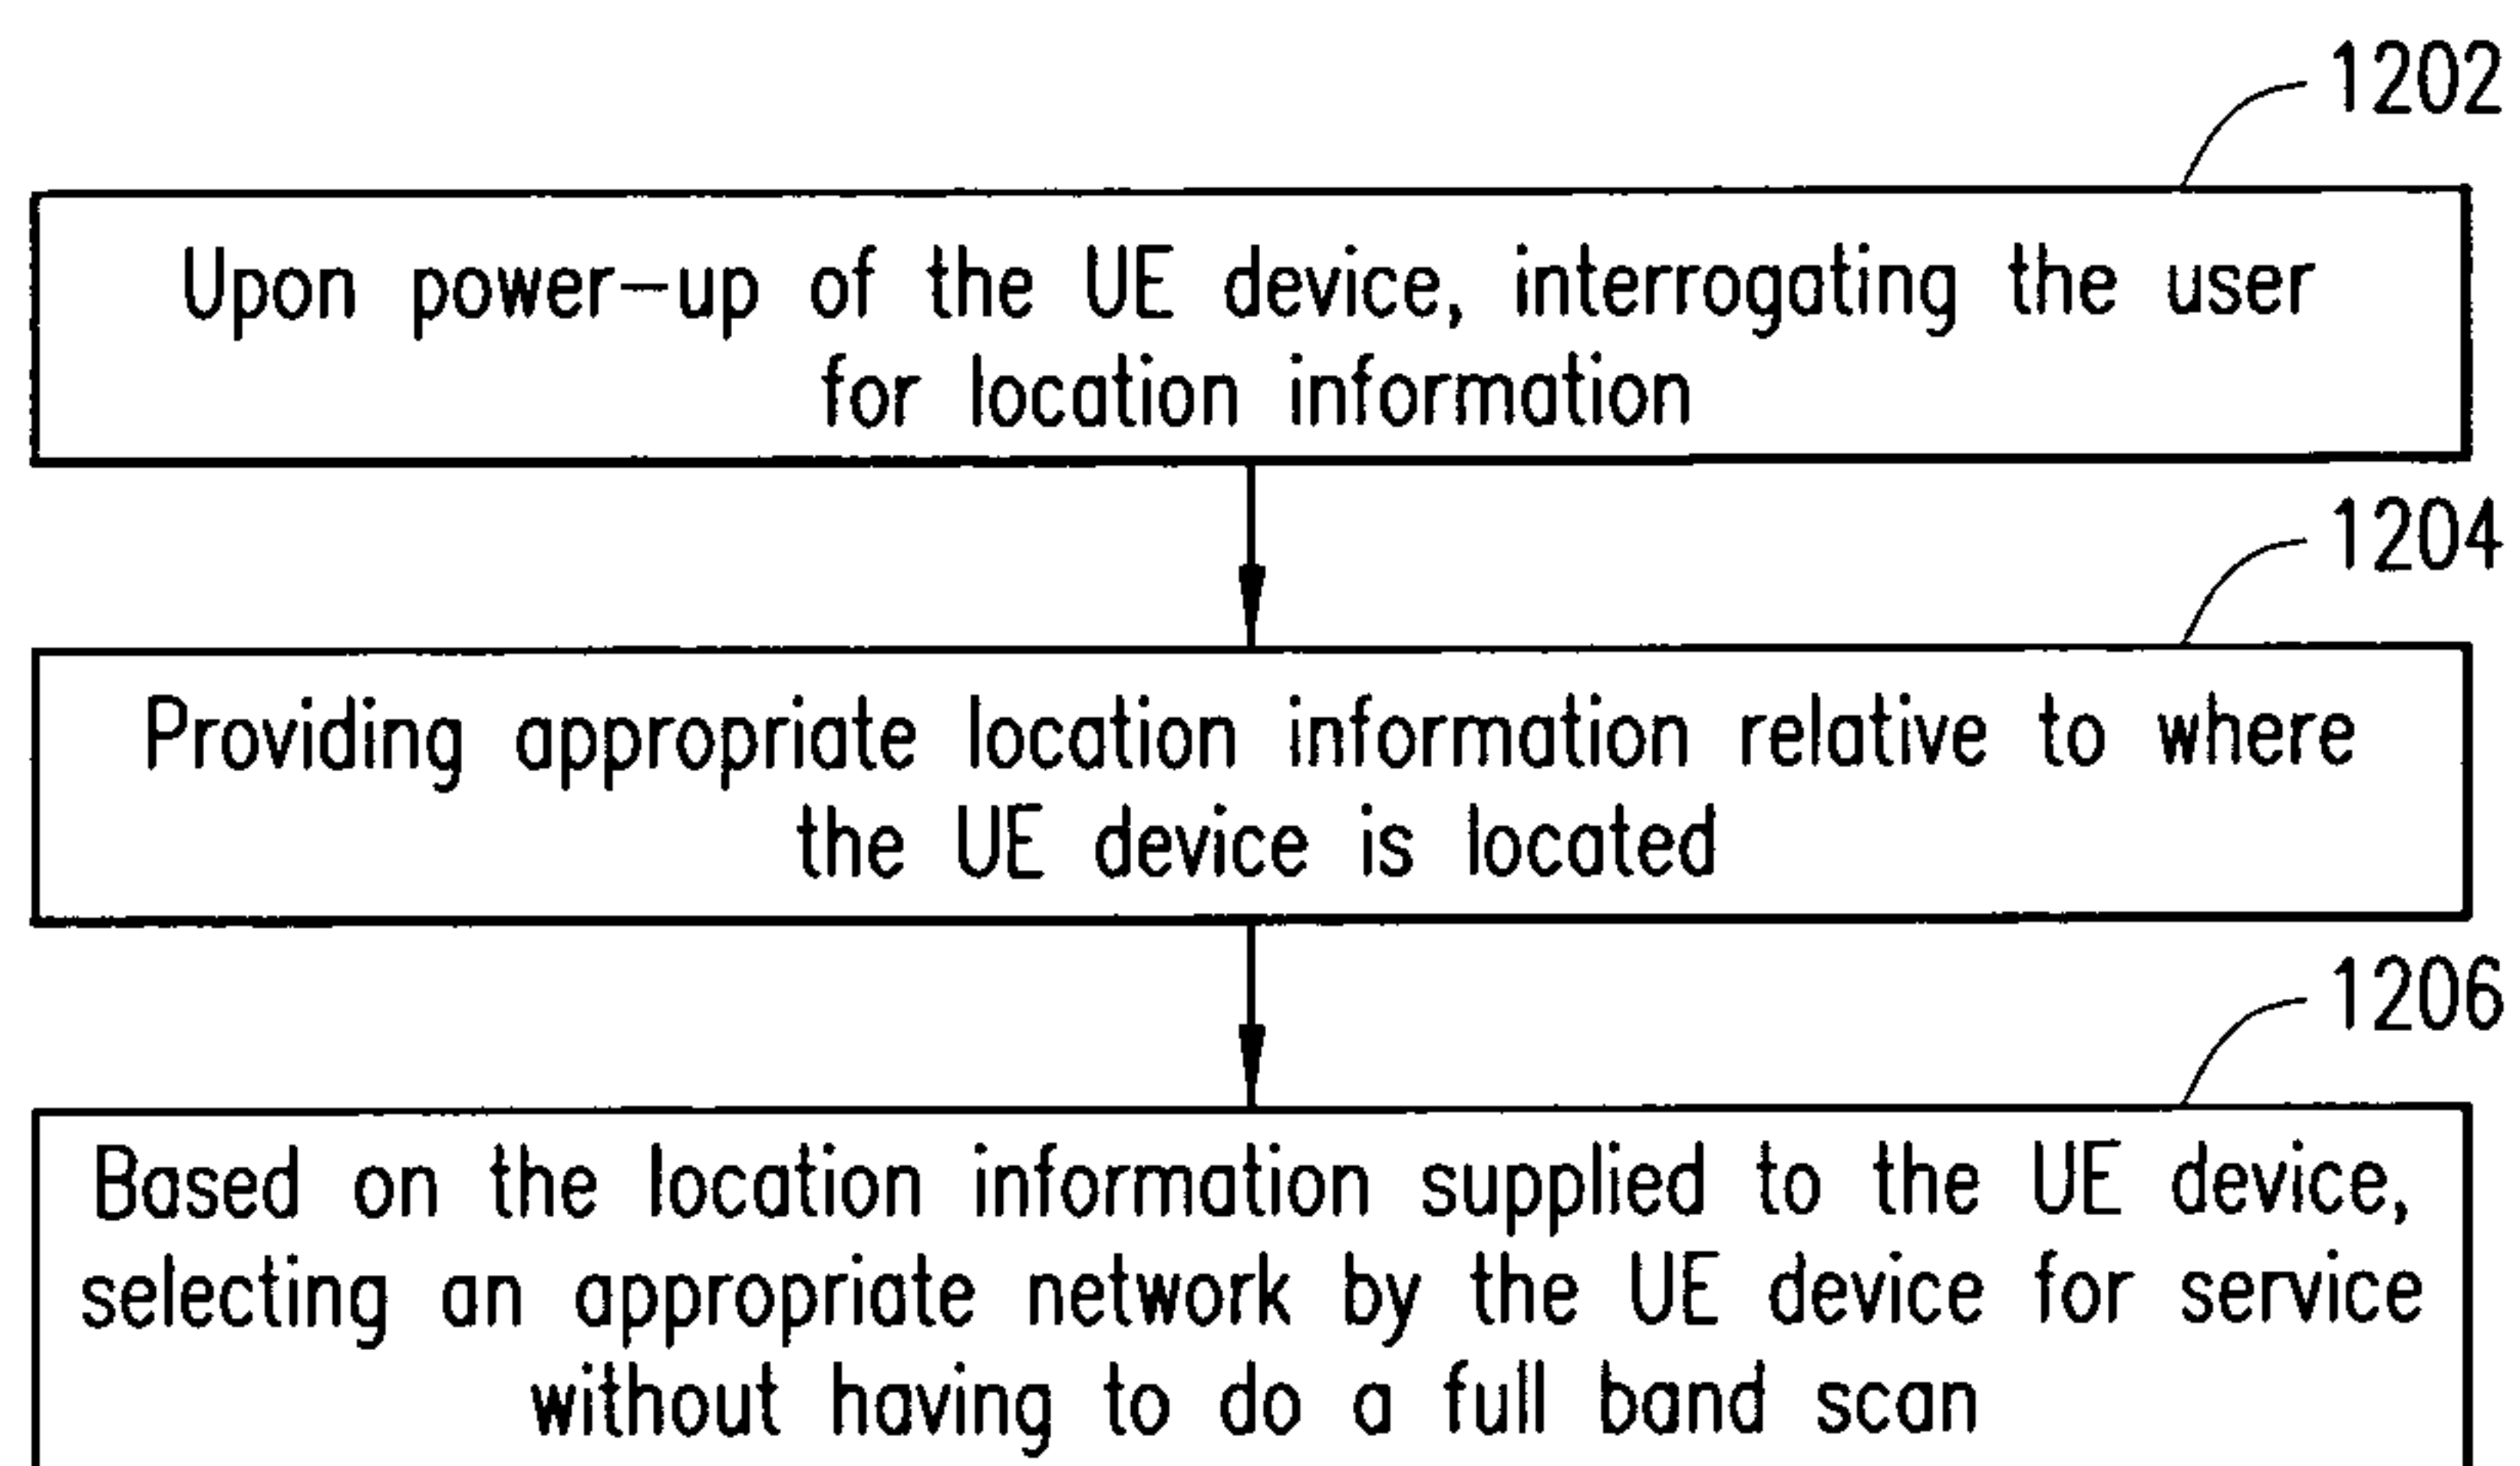 1202
Upon power-up of the UE device, interrogating the user
for location information
1204
Providing appropriate location information relative to where
the UE device is located
1206
Based on the location information supplied to the UE device,
selecting an appropriate network by the UE device for service
without having to do a full band scan